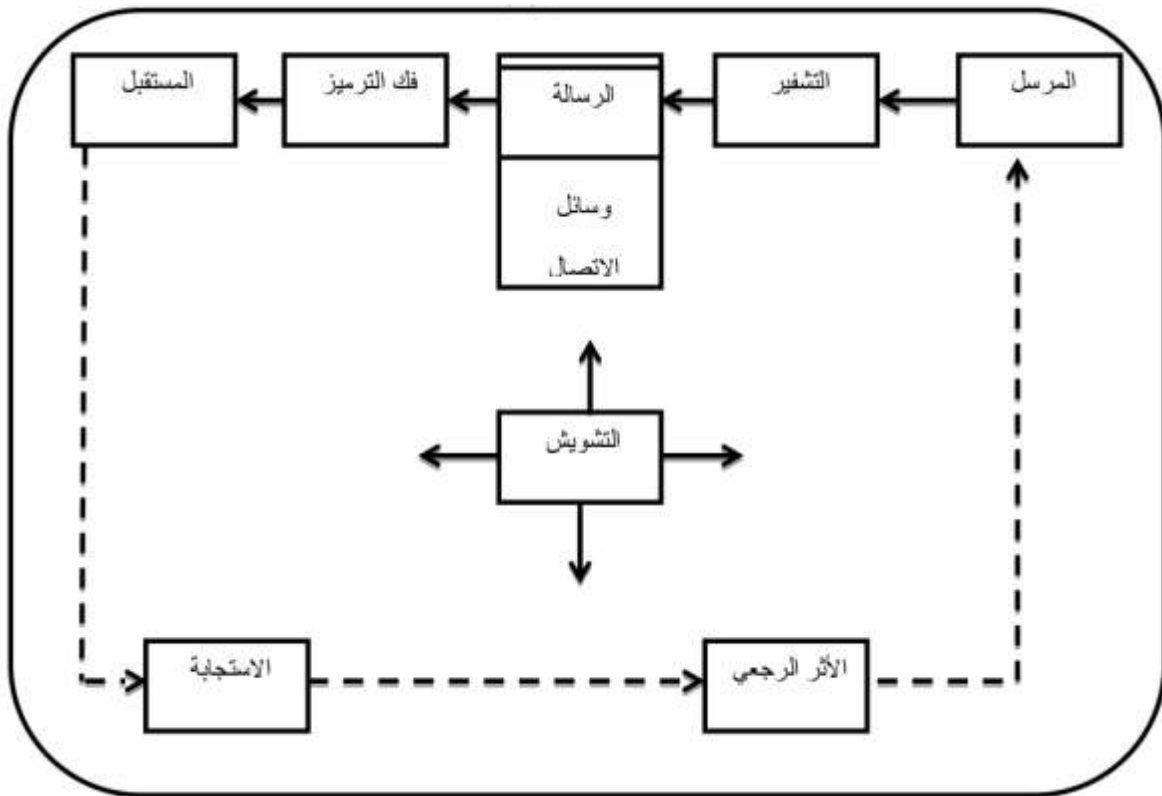 المرسل
التشفير
الرسالة
فك الترميز
المستقبل
وسائل
الاتصال
التشويش
الأثر الرجعي
الاستجابة